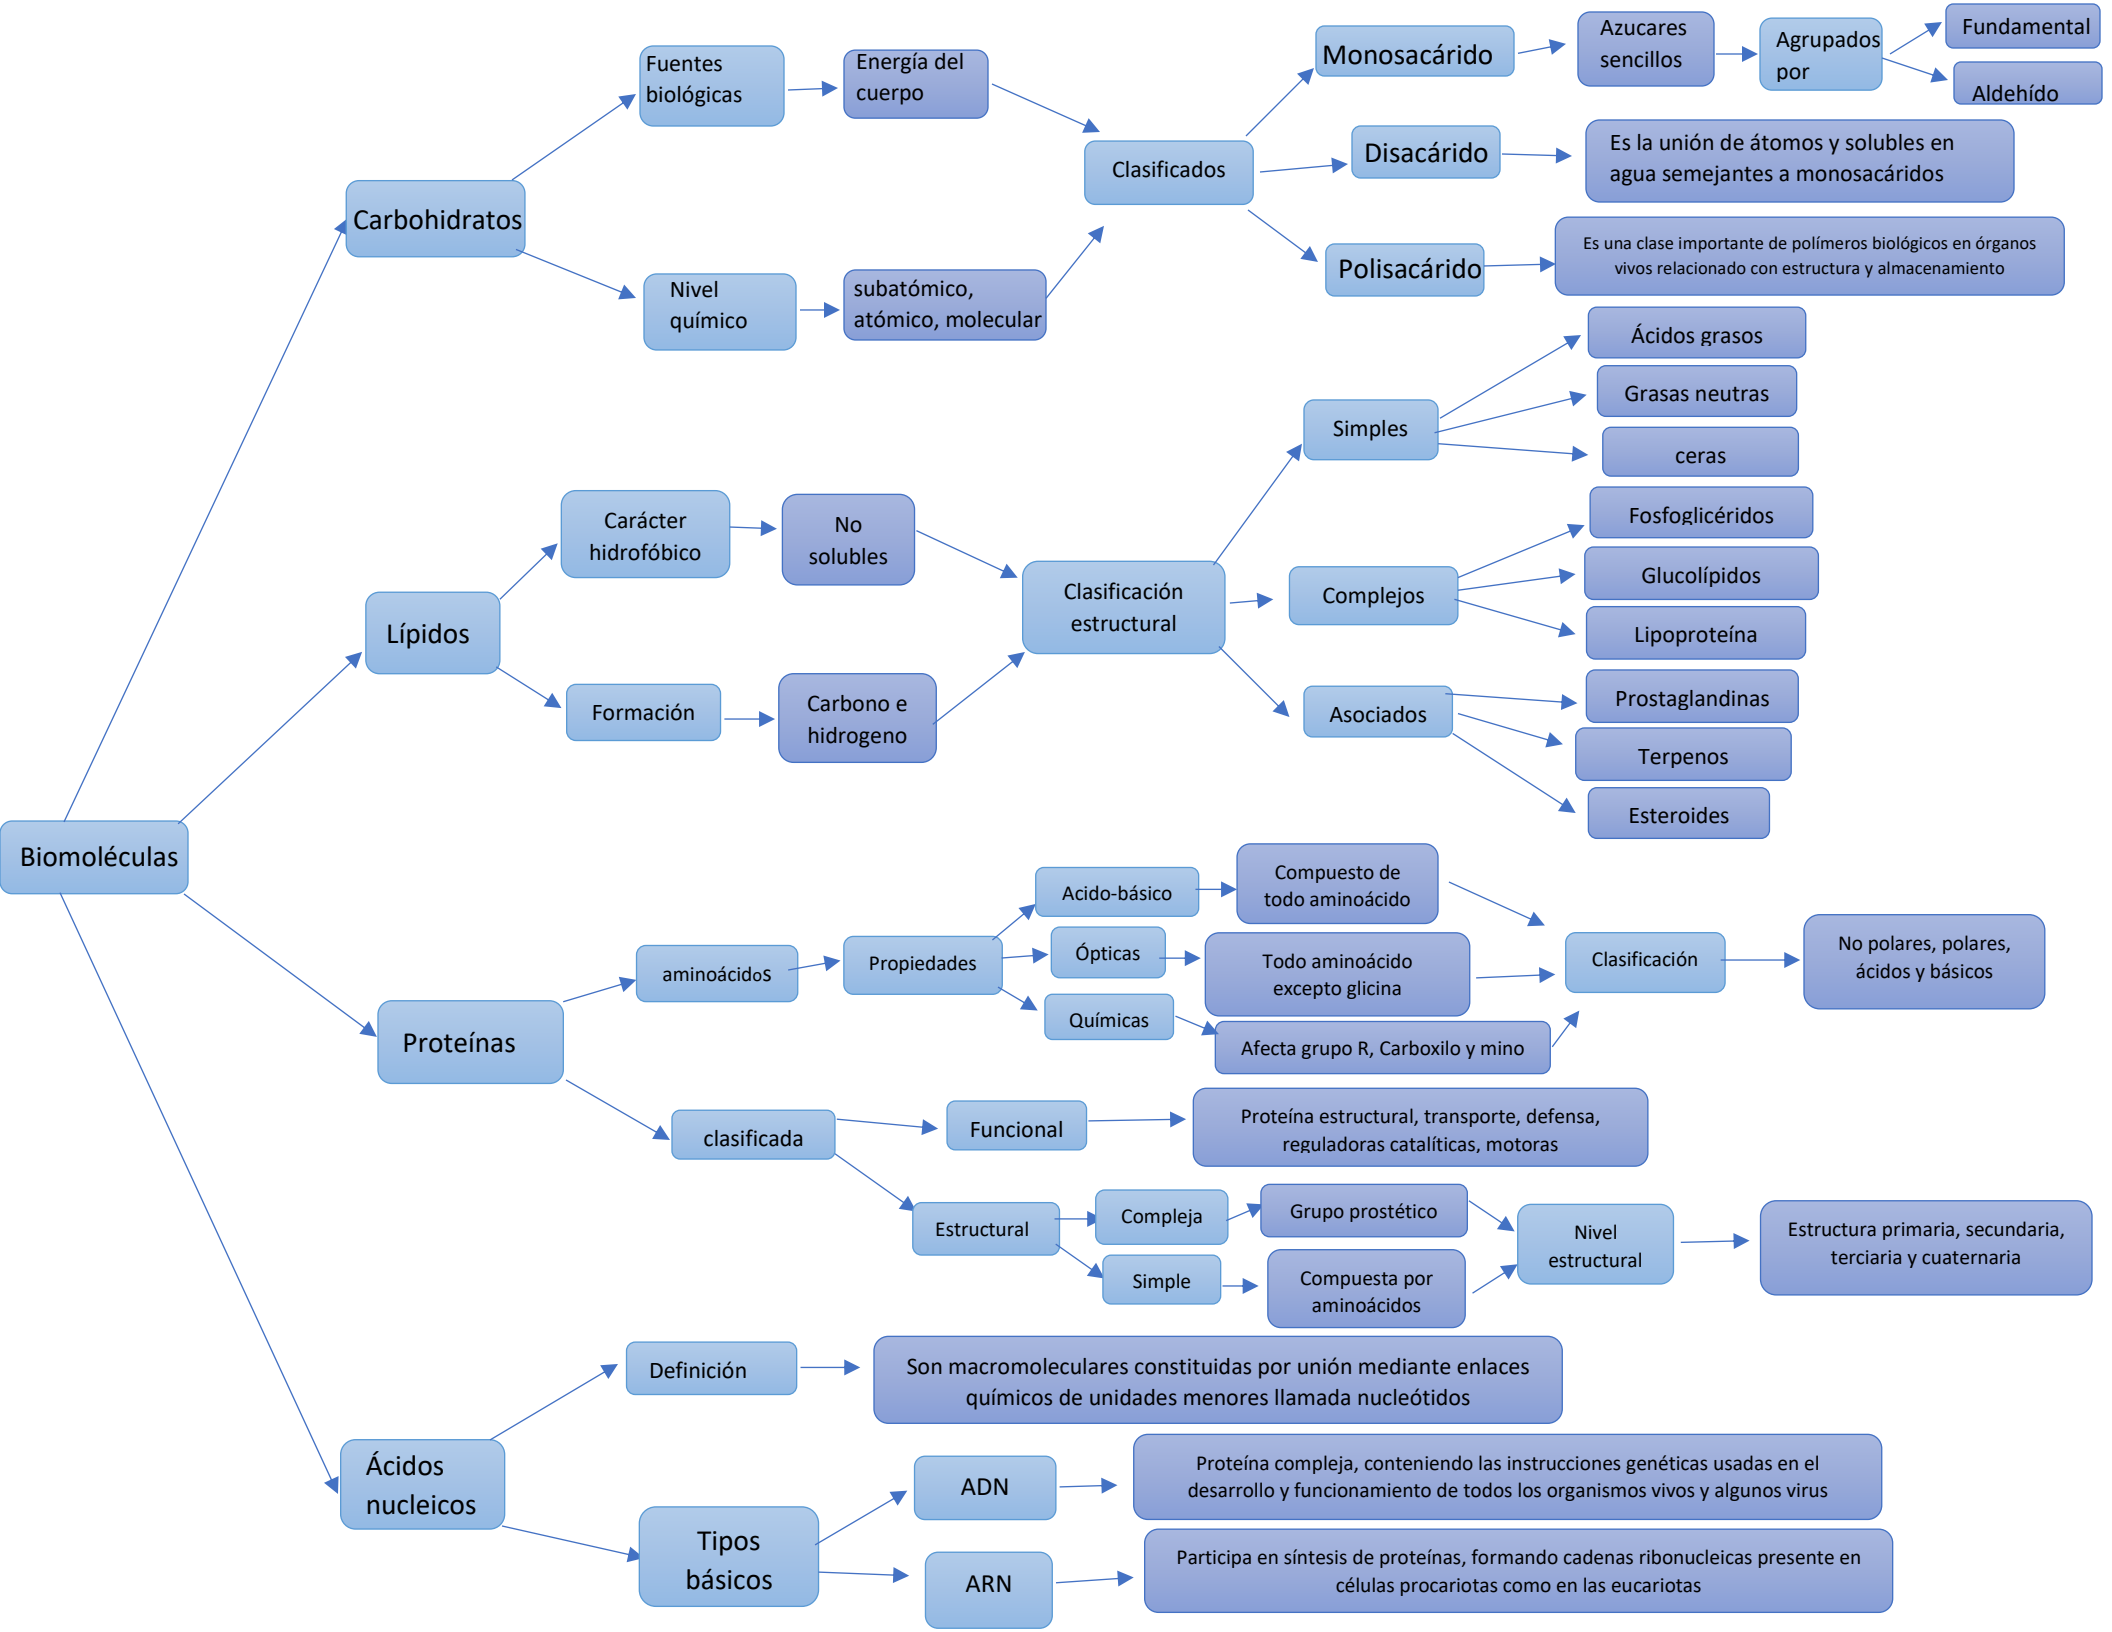 Biomoléculas
Carbohidratos
Fuentes
biológicas
Energía del
cuerpo
Nivel
químico
subatómico,
atómico, molecular
Clasificados
Monosacárido
Azucares
sencillos
Agrupados
por
Fundamental
Aldehído
Disacárido
Es la unión de átomos y solubles en
agua semejantes a monosacáridos
Polisacárido
Es una clase importante de polímeros biológicos en órganos
vivos relacionado con estructura y almacenamiento
Lípidos
Carácter
hidrofóbico
No
solubles
Formación
Carbono e
hidrogeno
Clasificación
estructural
Simples
Ácidos grasos
Grasas neutras
ceras
Complejos
Fosfoglicéridos
Glucolípidos
Lipoproteína
Asociados
Prostaglandinas
Terpenos
Esteroides
Proteínas
aminoácidos
Propiedades
Acido-básico
Compuesto de
todo aminoácido
Ópticas
Todo aminoácido
excepto glicina
Químicas
Afecta grupo R, Carboxilo y mino
Clasificación
No polares, polares,
ácidos y básicos
clasificada
Funcional
Proteína estructural, transporte, defensa,
reguladoras catalíticas, motoras
Estructural
Compleja
Grupo prostético
Simple
Compuesta por
aminoácidos
Nivel
estructural
Estructura primaria, secundaria,
terciaria y cuaternaria
Ácidos
nucleicos
Definición
Son macromoleculares constituidas por unión mediante enlaces
químicos de unidades menores llamada nucleótidos
Tipos
básicos
ADN
Proteína compleja, conteniendo las instrucciones genéticas usadas en el
desarrollo y funcionamiento de todos los organismos vivos y algunos virus
ARN
Participa en síntesis de proteínas, formando cadenas ribonucleicas presente en
células procariotas como en las eucariotas